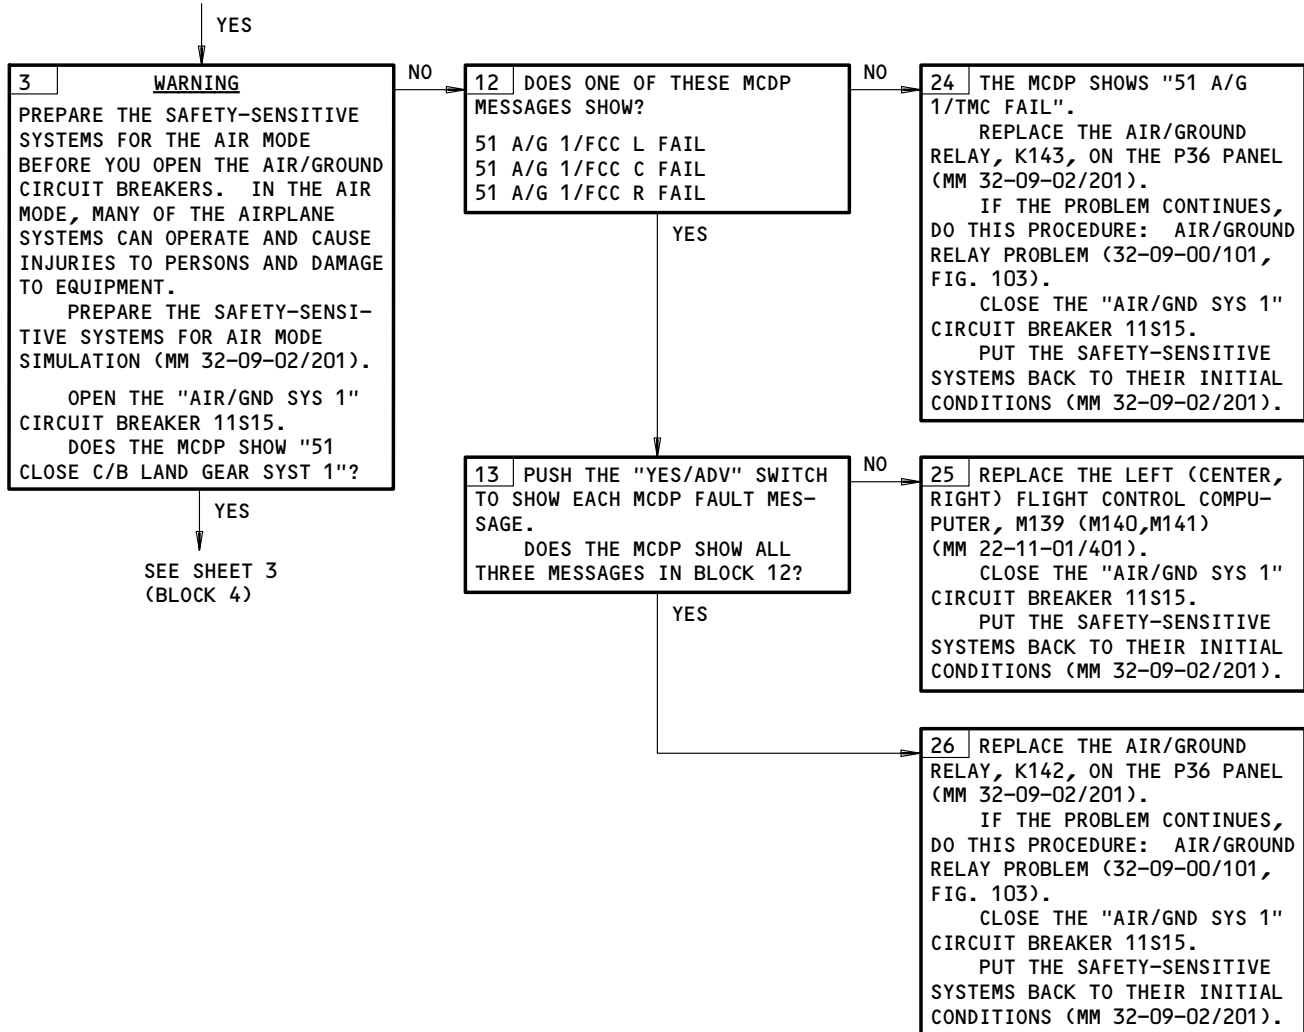 YES
3 WARNING
PREPARE THE SAFETY-SENSITIVE
SYSTEMS FOR THE AIR MODE
BEFORE YOU OPEN THE AIR/GROUND
CIRCUIT BREAKERS. IN THE AIR
MODE, MANY OF THE AIRPLANE
SYSTEMS CAN OPERATE AND CAUSE
INJURIES TO PERSONS AND DAMAGE
TO EQUIPMENT.
PREPARE THE SAFETY-SENSI-
TIVE SYSTEMS FOR AIR MODE
SIMULATION (MM 32-09-02/201).
OPEN THE "AIR/GND SYS 1"
CIRCUIT BREAKER 11S15.
DOES THE MCDP SHOW "51
CLOSE C/B LAND GEAR SYST 1"?
YES
SEE SHEET 3
(BLOCK 4)
NO
12 DOES ONE OF THESE MCDP
MESSAGES SHOW?
51 A/G 1/FCC L FAIL
51 A/G 1/FCC C FAIL
51 A/G 1/FCC R FAIL
YES
NO
24 THE MCDP SHOWS "51 A/G
1/TMC FAIL".
REPLACE THE AIR/GROUND
RELAY, K143, ON THE P36 PANEL
(MM 32-09-02/201).
IF THE PROBLEM CONTINUES,
DO THIS PROCEDURE: AIR/GROUND
RELAY PROBLEM (32-09-00/101,
FIG. 103).
CLOSE THE "AIR/GND SYS 1"
CIRCUIT BREAKER 11S15.
PUT THE SAFETY-SENSITIVE
SYSTEMS BACK TO THEIR INITIAL
CONDITIONS (MM 32-09-02/201).
13 PUSH THE "YES/ADV" SWITCH
TO SHOW EACH MCDP FAULT MES-
SAGE.
DOES THE MCDP SHOW ALL
THREE MESSAGES IN BLOCK 12?
YES
NO
25 REPLACE THE LEFT (CENTER,
RIGHT) FLIGHT CONTROL COMPU-
PUTER, M139 (M140,M141)
(MM 22-11-01/401).
CLOSE THE "AIR/GND SYS 1"
CIRCUIT BREAKER 11S15.
PUT THE SAFETY-SENSITIVE
SYSTEMS BACK TO THEIR INITIAL
CONDITIONS (MM 32-09-02/201).
26 REPLACE THE AIR/GROUND
RELAY, K142, ON THE P36 PANEL
(MM 32-09-02/201).
IF THE PROBLEM CONTINUES,
DO THIS PROCEDURE: AIR/GROUND
RELAY PROBLEM (32-09-00/101,
FIG. 103).
CLOSE THE "AIR/GND SYS 1"
CIRCUIT BREAKER 11S15.
PUT THE SAFETY-SENSITIVE
SYSTEMS BACK TO THEIR INITIAL
CONDITIONS (MM 32-09-02/201).